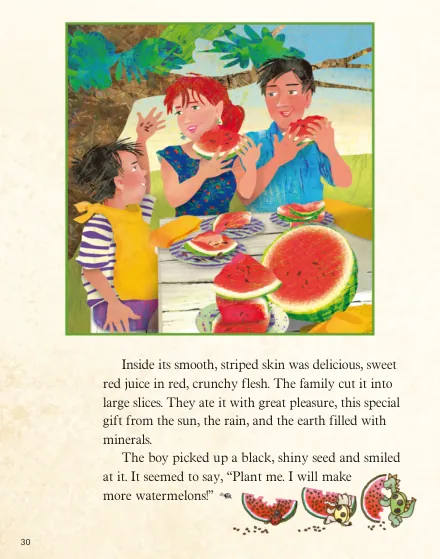 Inside its smooth, striped skin was delicious, sweet
red juice in red, crunchy flesh. The family cut it into
large slices. They ate it with great pleasure, this special
gift from the sun, the rain, and the earth filled with
minerals.
The boy picked up a black, shiny seed and smiled
at it. It seemed to say, “Plant me. I will make
more watermelons!”
30